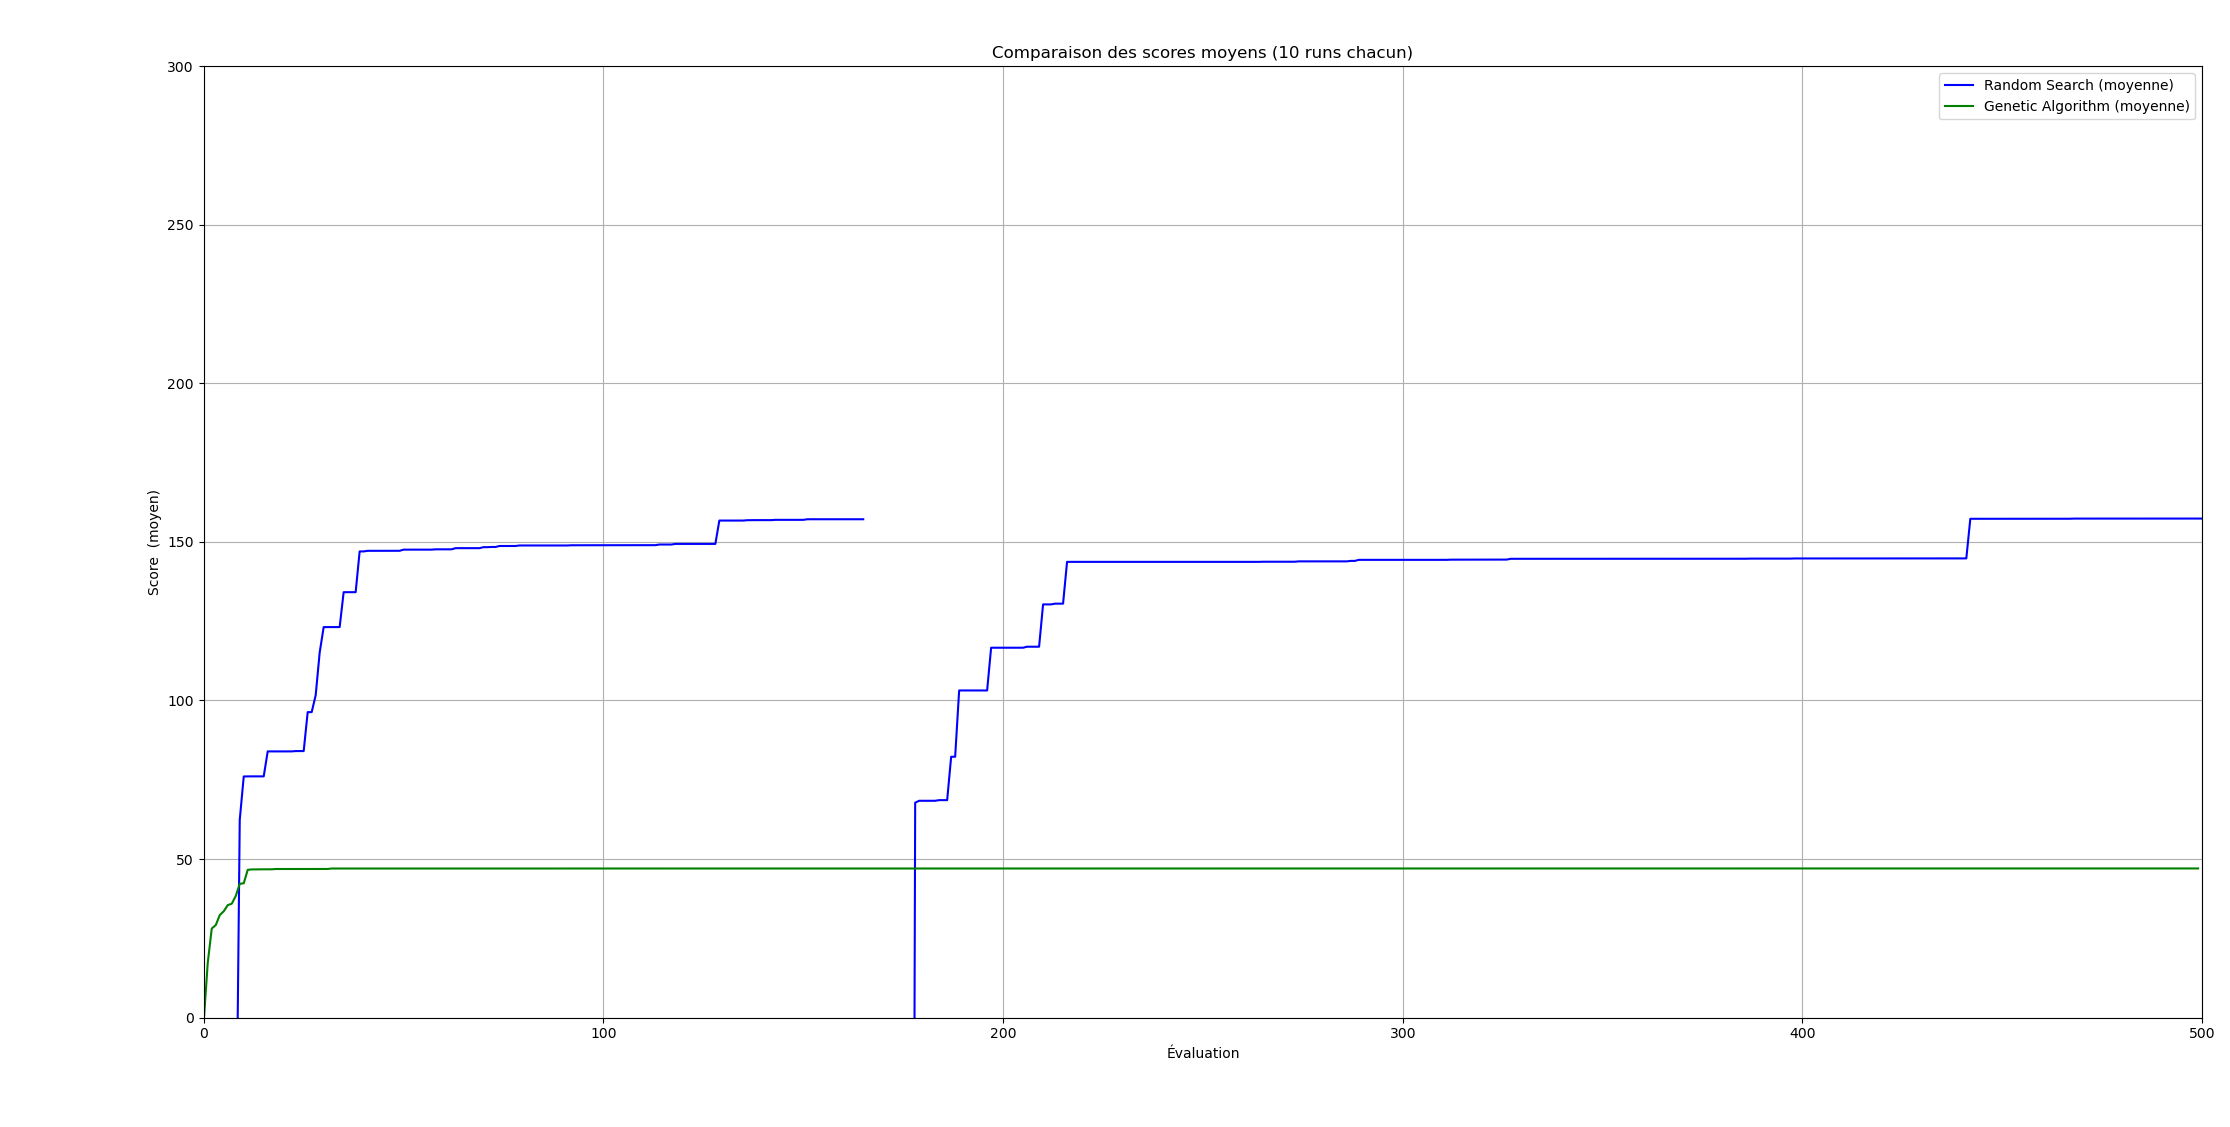 Comparaison des scores moyens (10 runs chacun)
300
250
200
150
100
50
0
Score (moyen)
Random Search (moyenne)
Genetic Algorithm (moyenne)
0 100 200 300 400 500
Évaluation